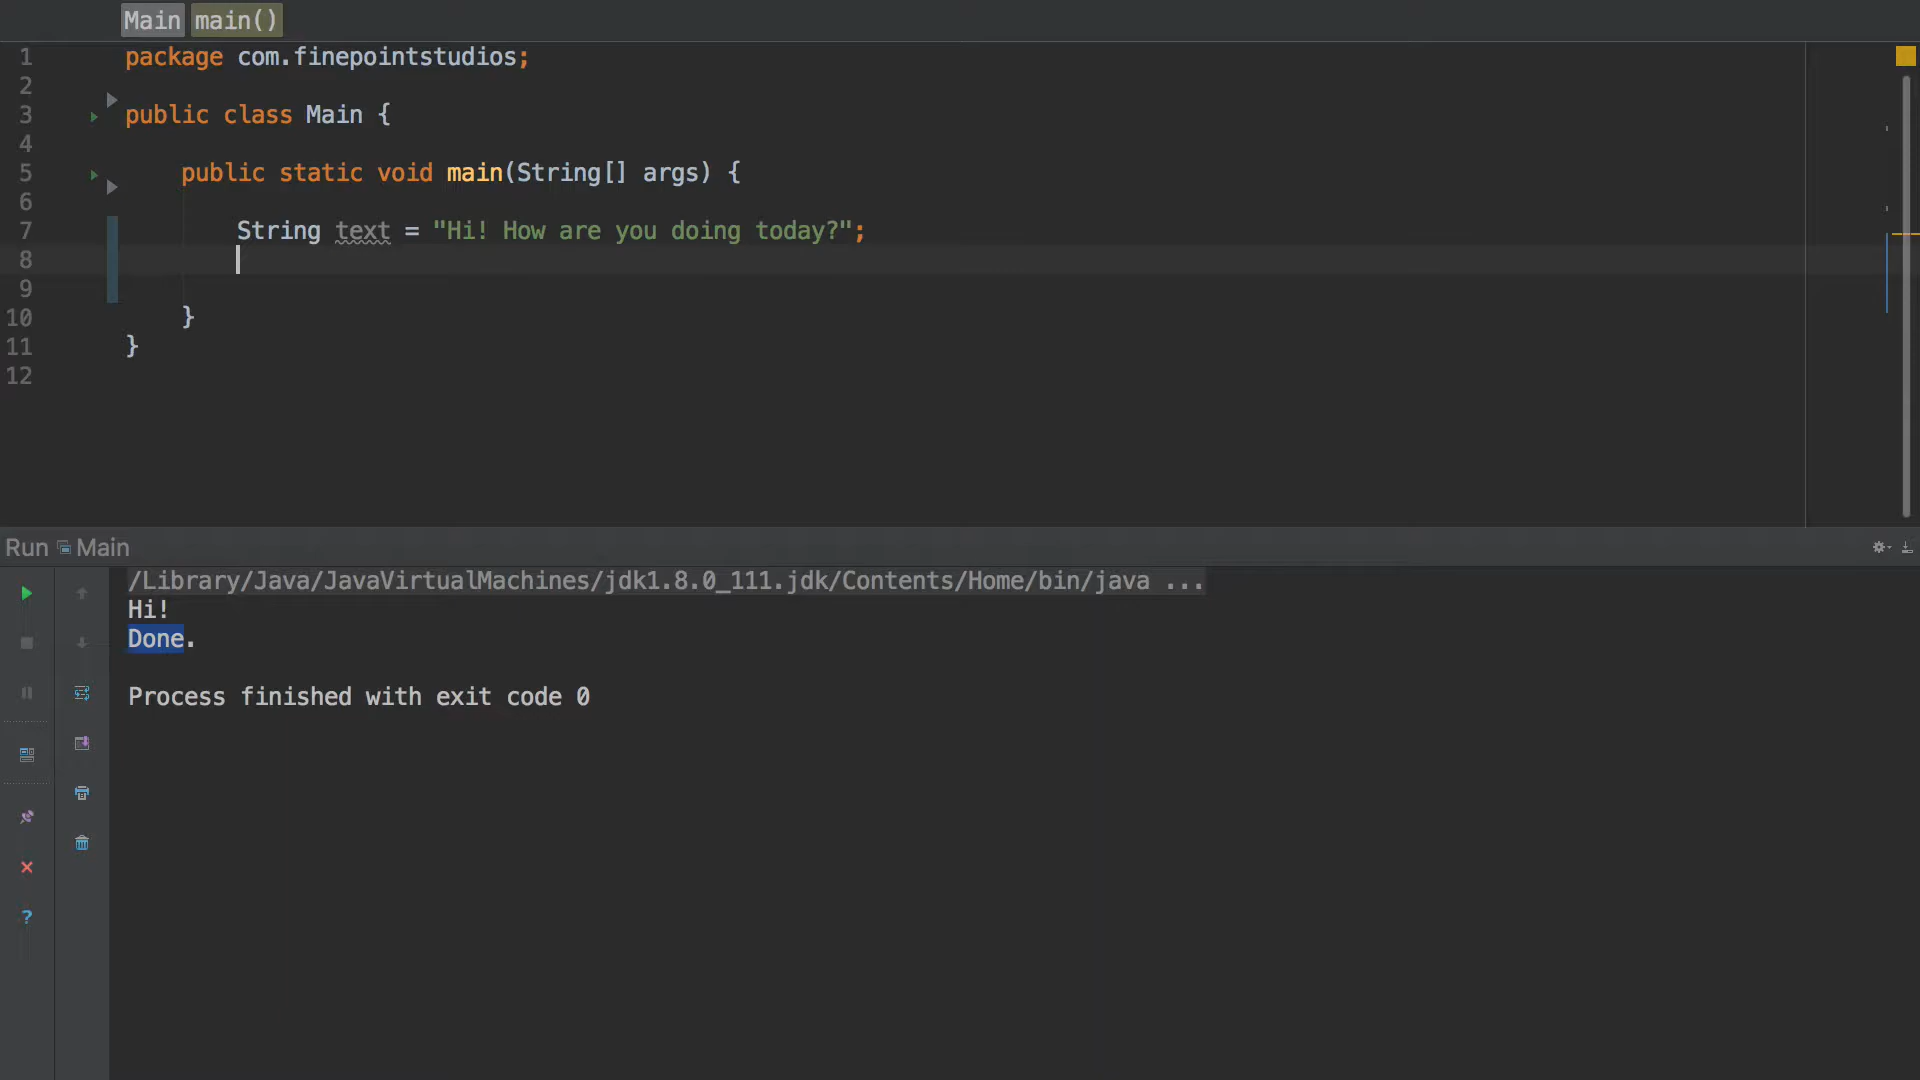 Main main()
1 package com.finepointstudios;
2
3 public class Main {
4
5 public static void main(String[] args) {
6
7 String text = "Hi! How are you doing today?";
8
9
10 }
11 }
12
Run Main
/Library/Java/JavaVirtualMachines/jdk1.8.0_111.jdk/Contents/Home/bin/java ...
Hi!
Done.
Process finished with exit code 0
?